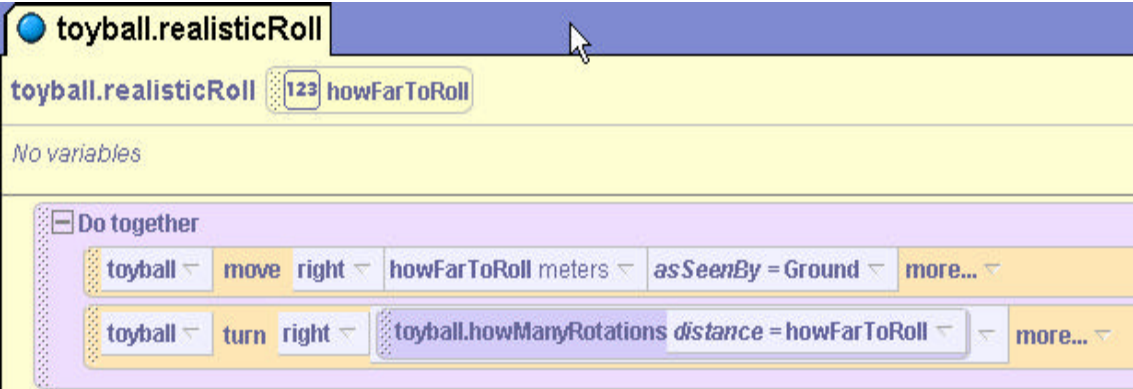 toyball.realisticRoll
toyball.realisticRoll 123 howFarToRoll
No variables
Do together
toyball move right howFarToRoll meters asSeenBy = Ground more...
toyball turn right toyball.howManyRotations distance = howFarToRoll more...